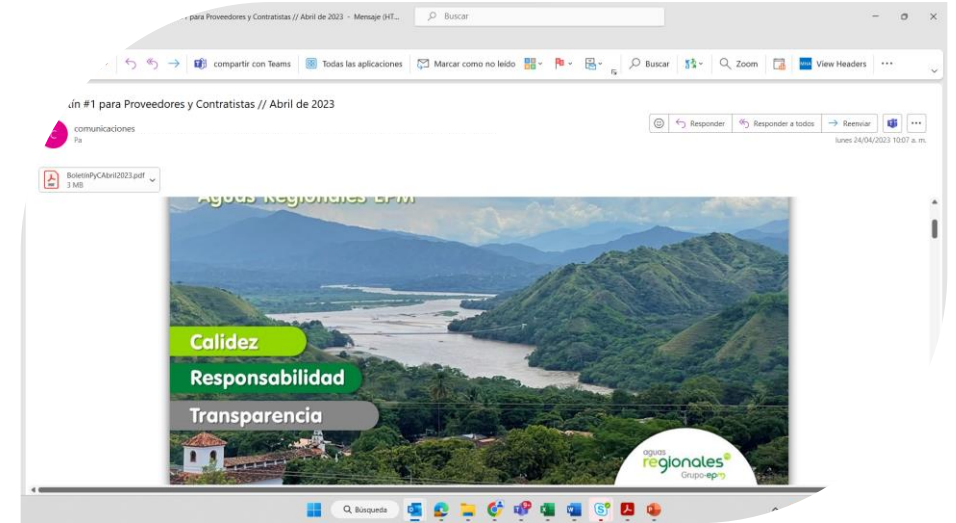 para Proveedores y Contratistas // Abril de 2023 - Mensaje (HT...
Buscar
compartir con Teams
Todas las aplicaciones
Marcar como no leído
Buscar
Zoom
View Headers
ín #1 para Proveedores y Contratistas // Abril de 2023
comunicaciones
Pa
Responder
Responder a todos
Reenviar
lunes 24/04/2023 10:07 a. m.
BoletinPyCAbril2023.pdf
3 MB
Aguas Regionales EPM
Calidez
Responsabilidad
Transparencia
aguas
regionales®
Grupo·epm
Búsqueda